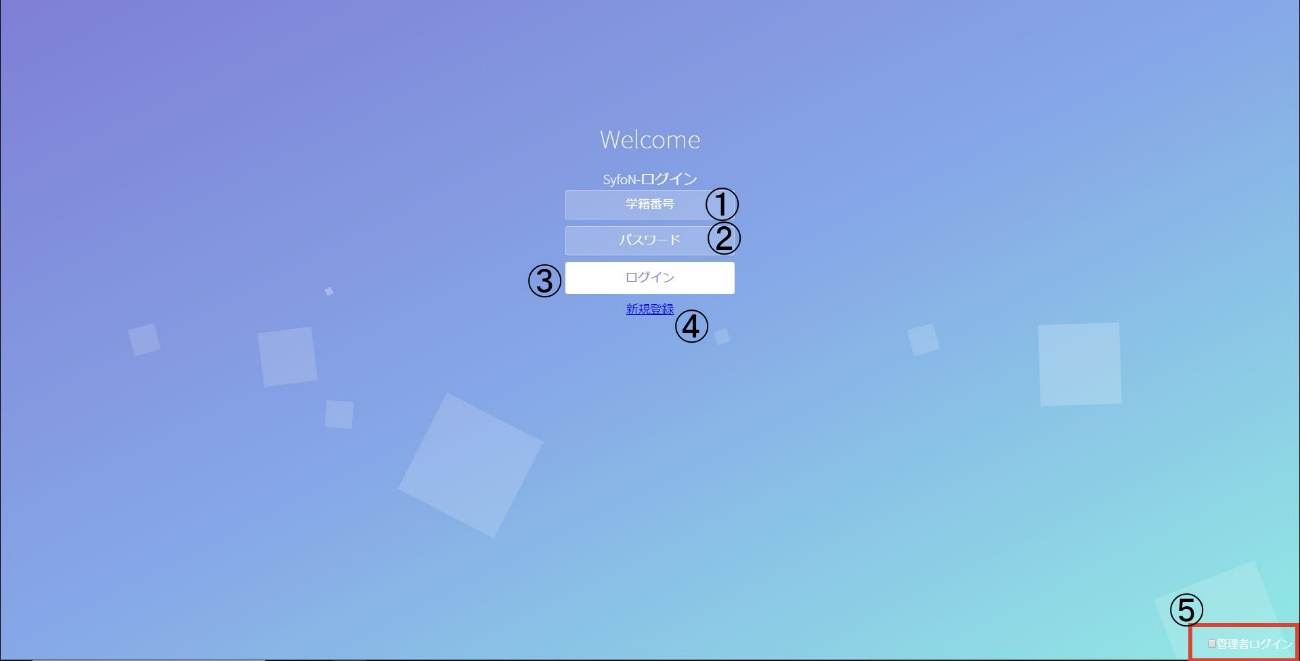 Welcome
SyfoN-ログイン
学籍番号 ①
パスワード ②
③ ログイン
新規登録
④
⑤
管理者ログイン